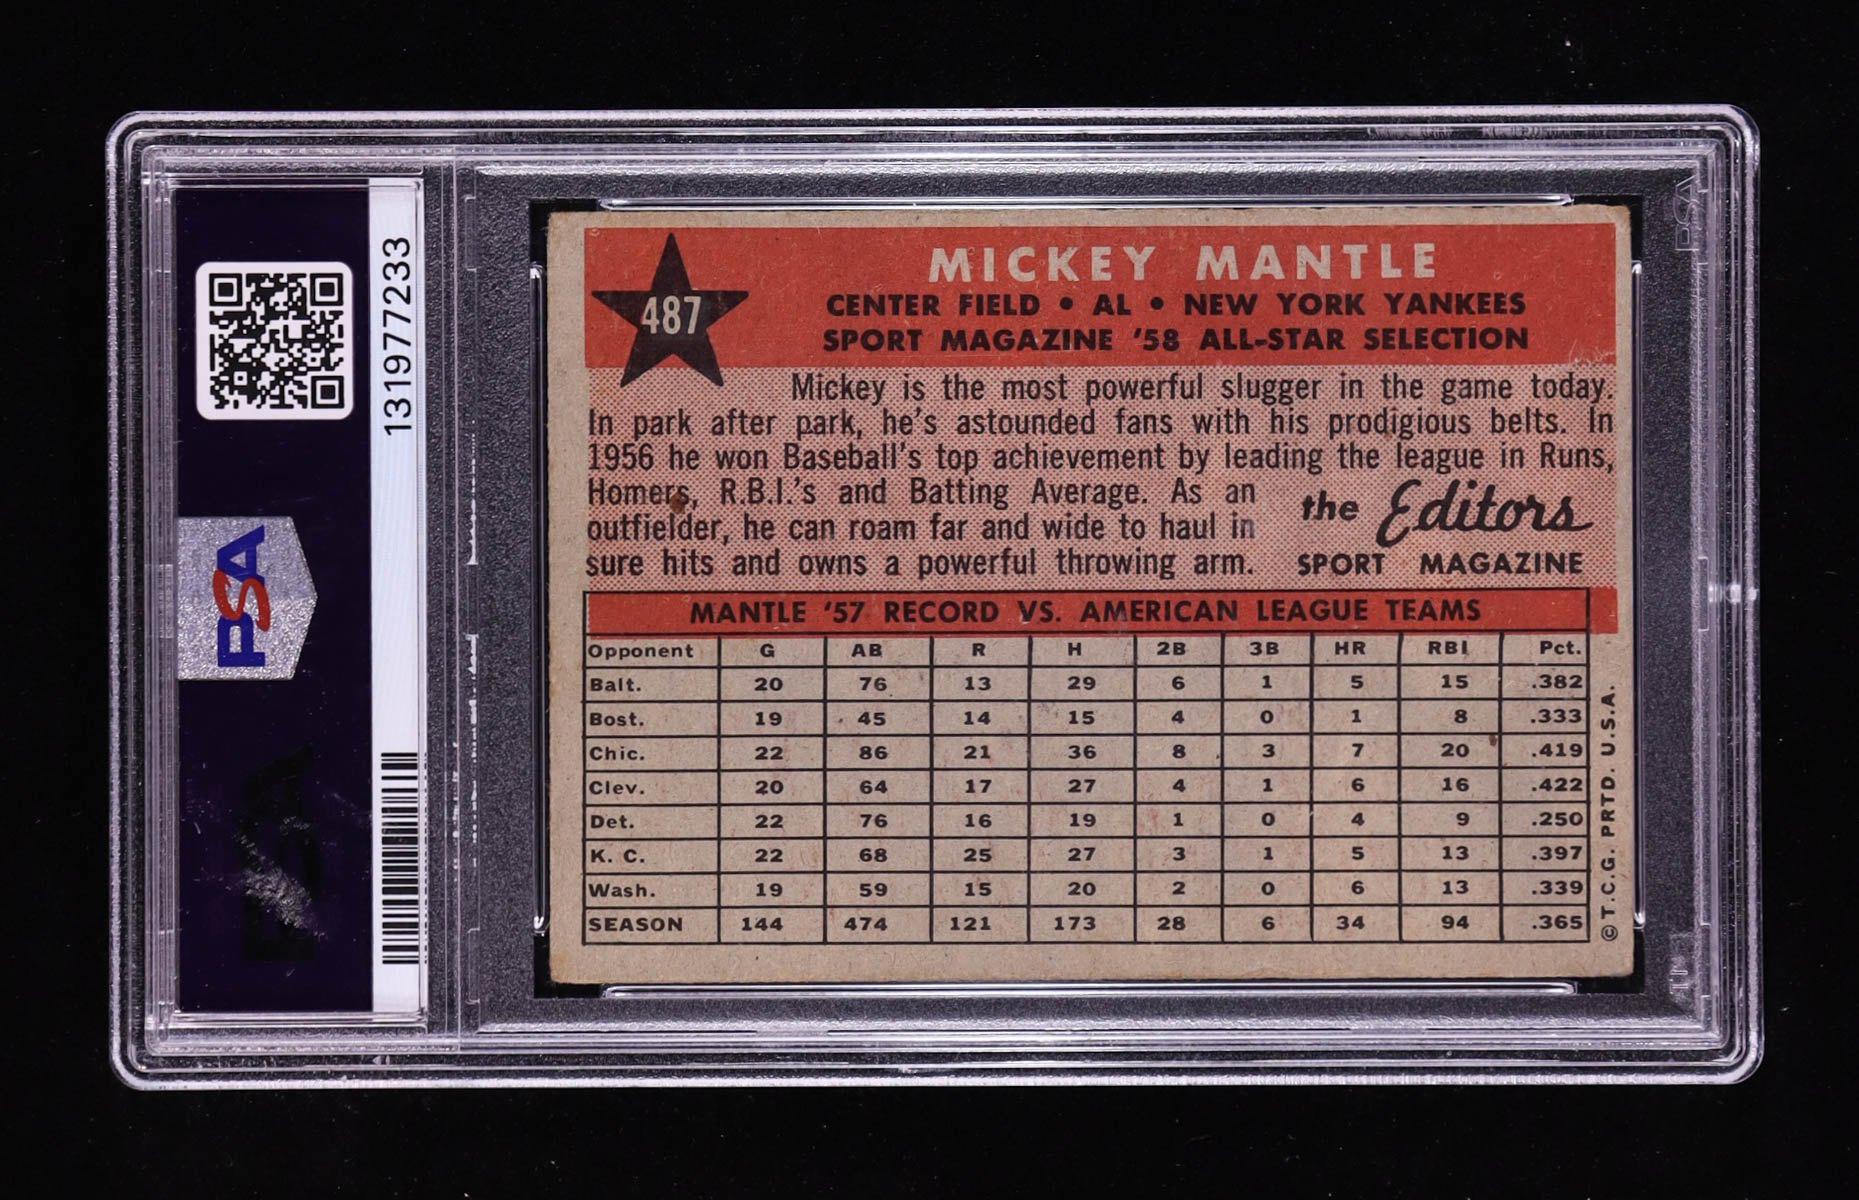 131977233
PSA
PSA
487
MICKEY MANTLE
CENTER FIELD • AL • NEW YORK YANKEES
SPORT MAGAZINE '58 ALL-STAR SELECTION
Mickey is the most powerful slugger in the game today.
In park after park, he's astounded fans with his prodigious belts. In
1956 he won Baseball's top achievement by leading the league in Runs,
Homers, R.B.I.'s and Batting Average. As an
outfielder, he can roam far and wide to haul in
sure hits and owns a powerful throwing arm.
the Editors
SPORT MAGAZINE
MANTLE '57 RECORD VS. AMERICAN LEAGUE TEAMS
Opponent G AB R H 2B 3B HR RBI Pct.
Balt. 20 76 13 29 6 1 5 15 .382
Bost. 19 45 14 15 4 0 1 8 .333
Chic. 22 86 21 36 8 3 7 20 .419
Clev. 20 64 17 27 4 1 6 16 .422
Det. 22 76 16 19 1 0 4 9 .250
K. C. 22 68 25 27 3 1 5 13 .397
Wash. 19 59 15 20 2 0 6 13 .339
SEASON 144 474 121 173 28 6 34 94 .365
© T.C.G. PRTD. U.S.A.
PSA